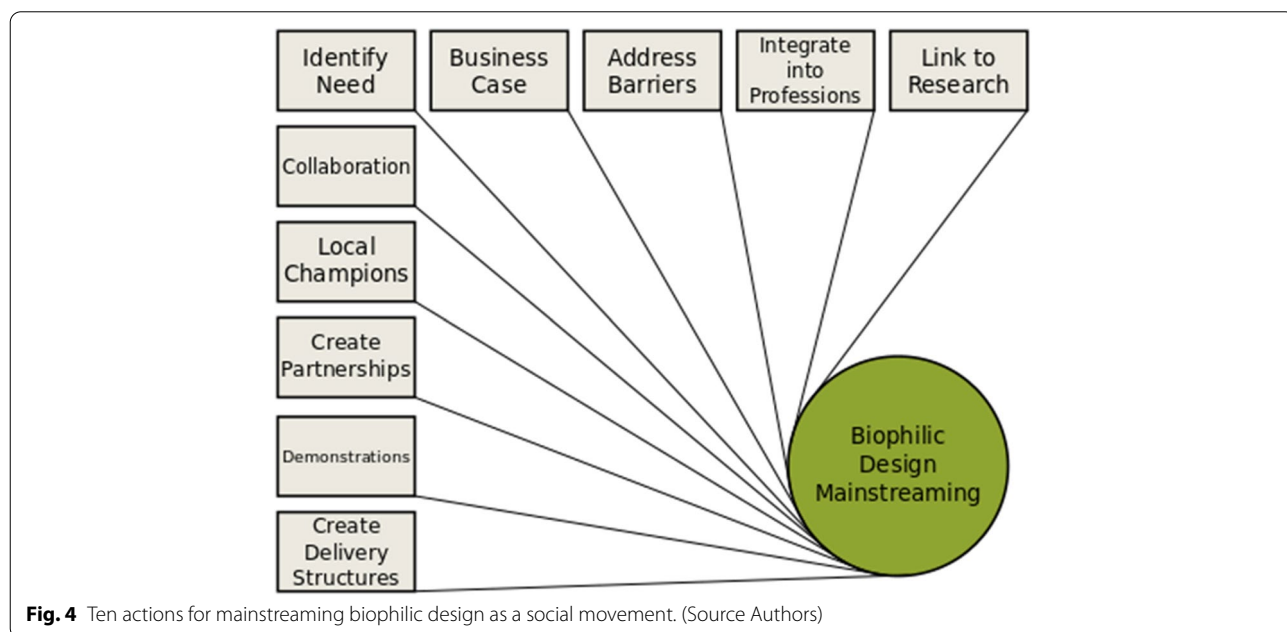 Identify
Need
Business
Case
Address
Barriers
Integrate
into
Professions
Link to
Research
Collaboration
Local
Champions
Create
Partnerships
Demonstrations
Create
Delivery
Structures
Biophilic
Design
Mainstreaming
Fig. 4 Ten actions for mainstreaming biophilic design as a social movement. (Source Authors)